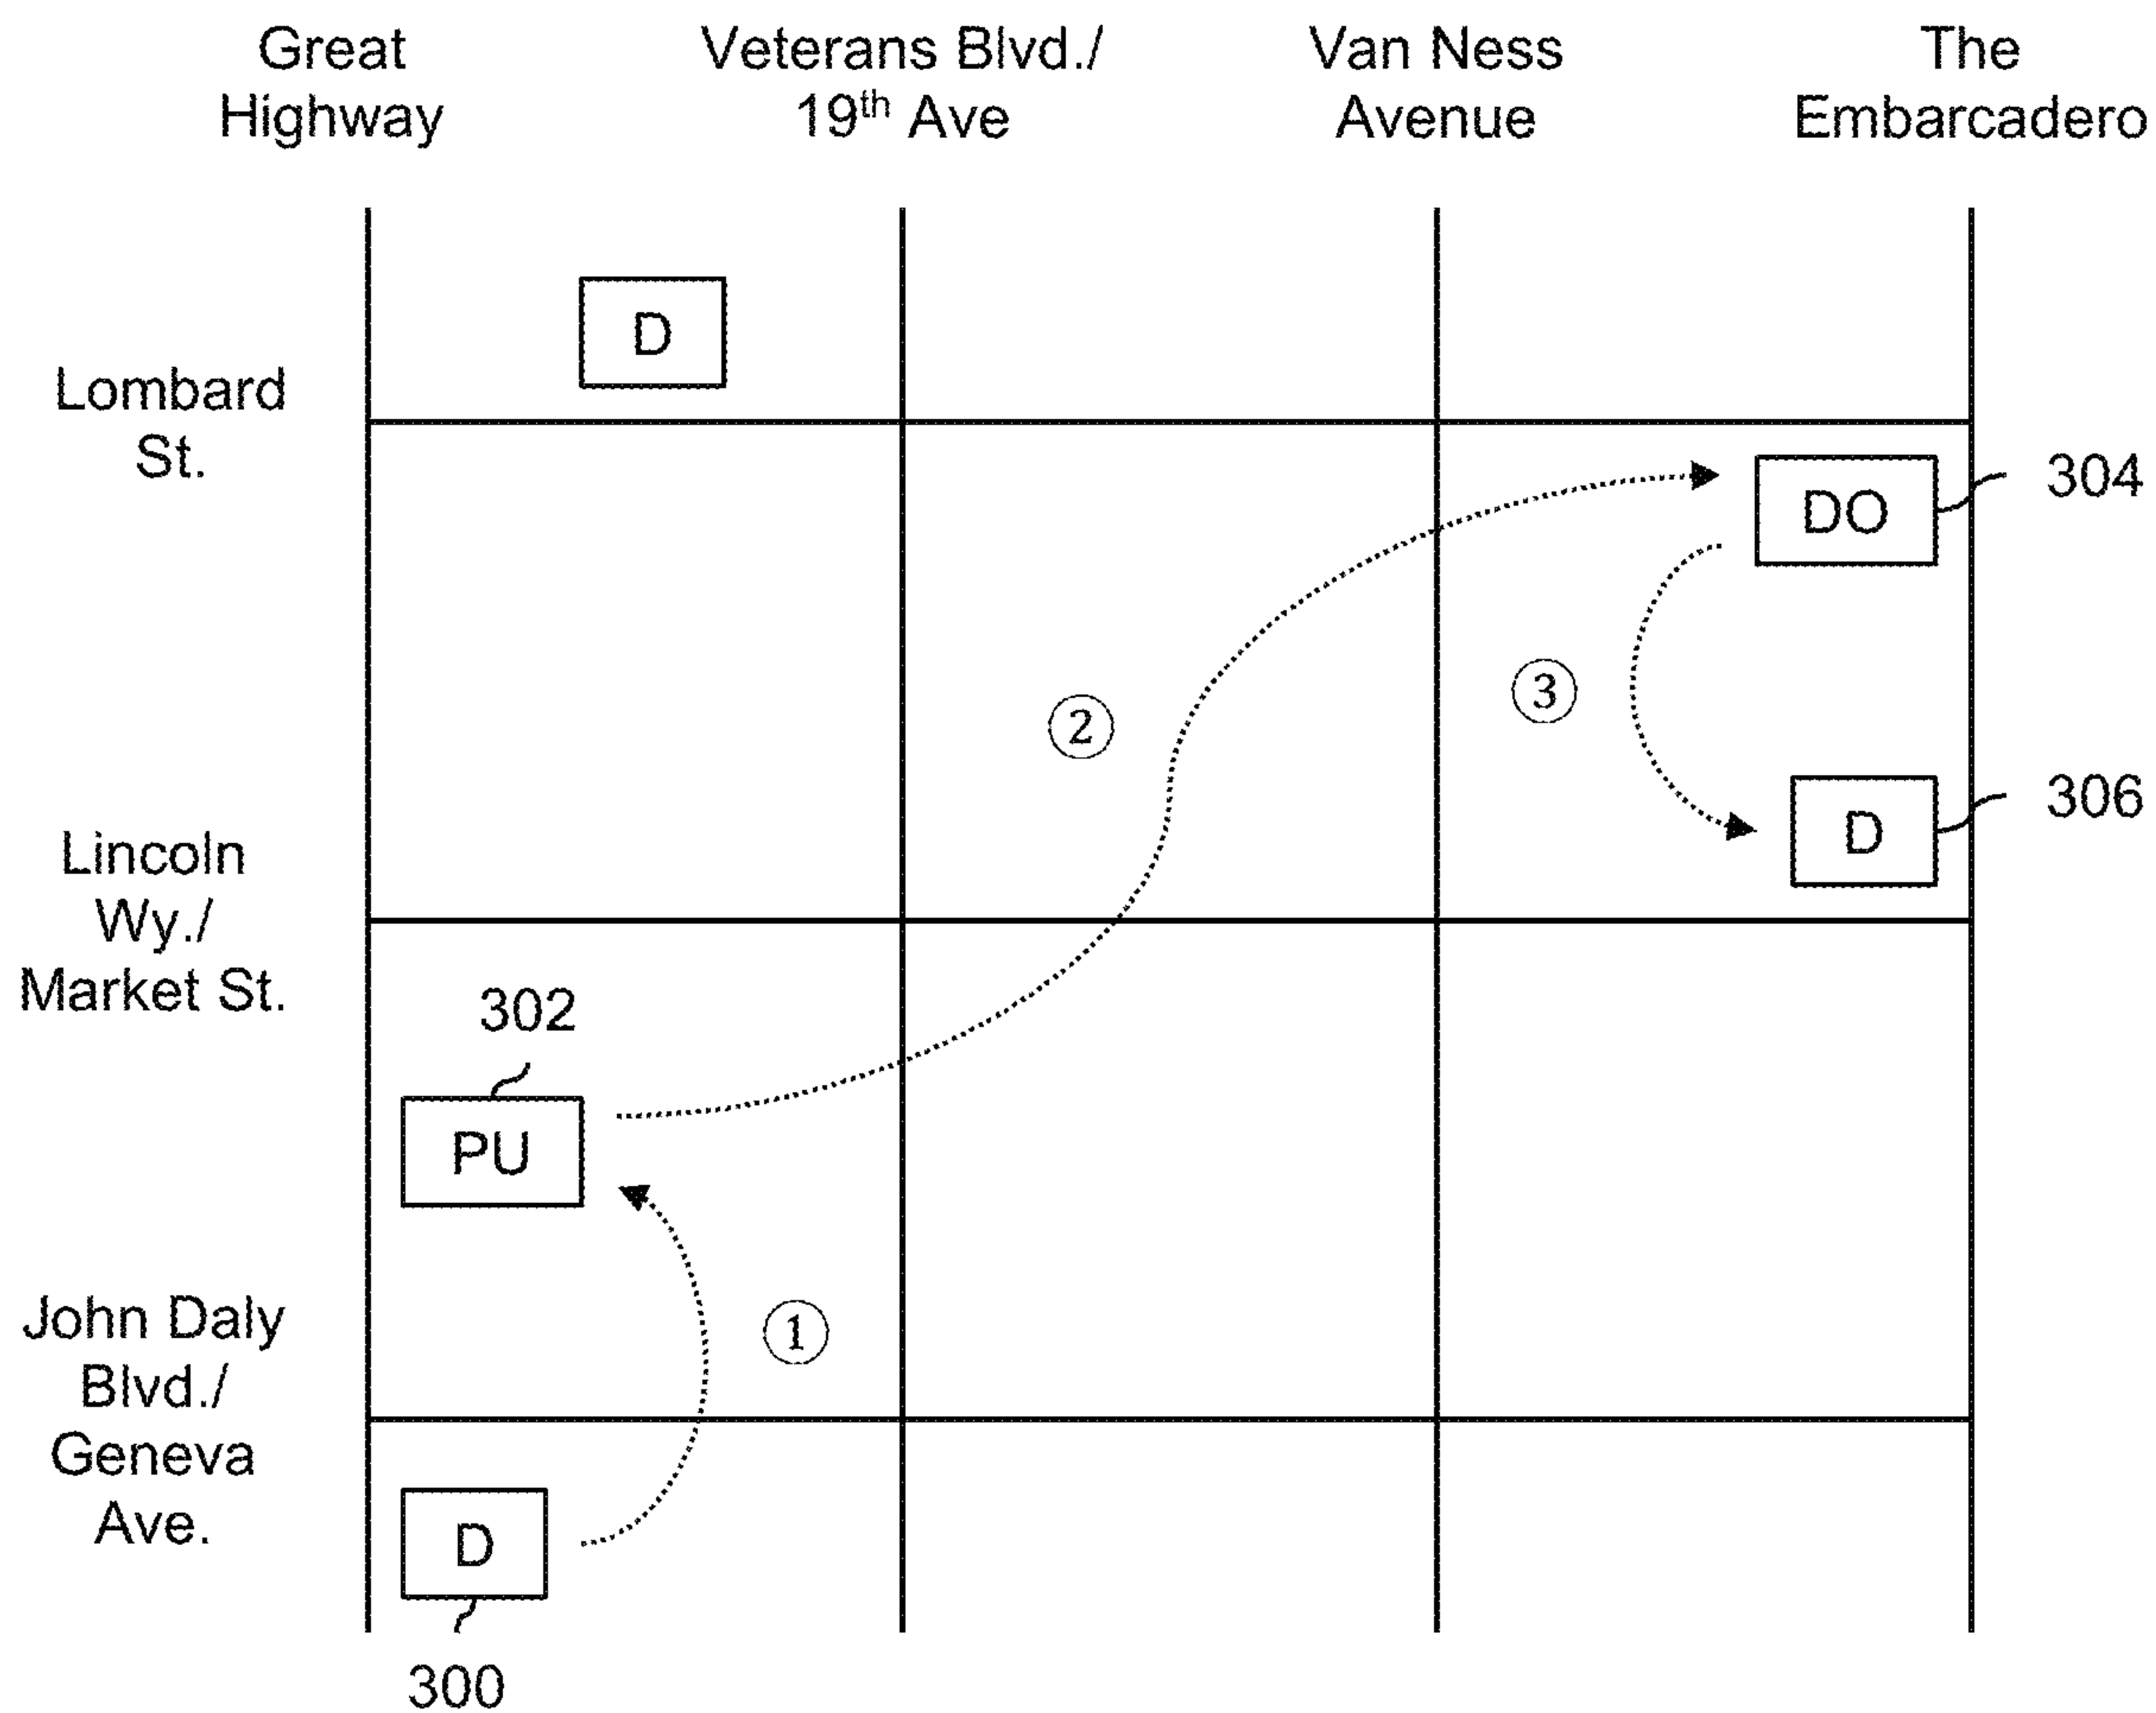 Great
Highway
Veterans Blvd./
19th Ave
Van Ness
Avenue
The
Embarcadero
D
Lombard
St.
DO
304
②
③
D
306
Lincoln
Wy./
Market St.
302
PU
①
John Daly
Blvd./
Geneva
Ave.
D
300